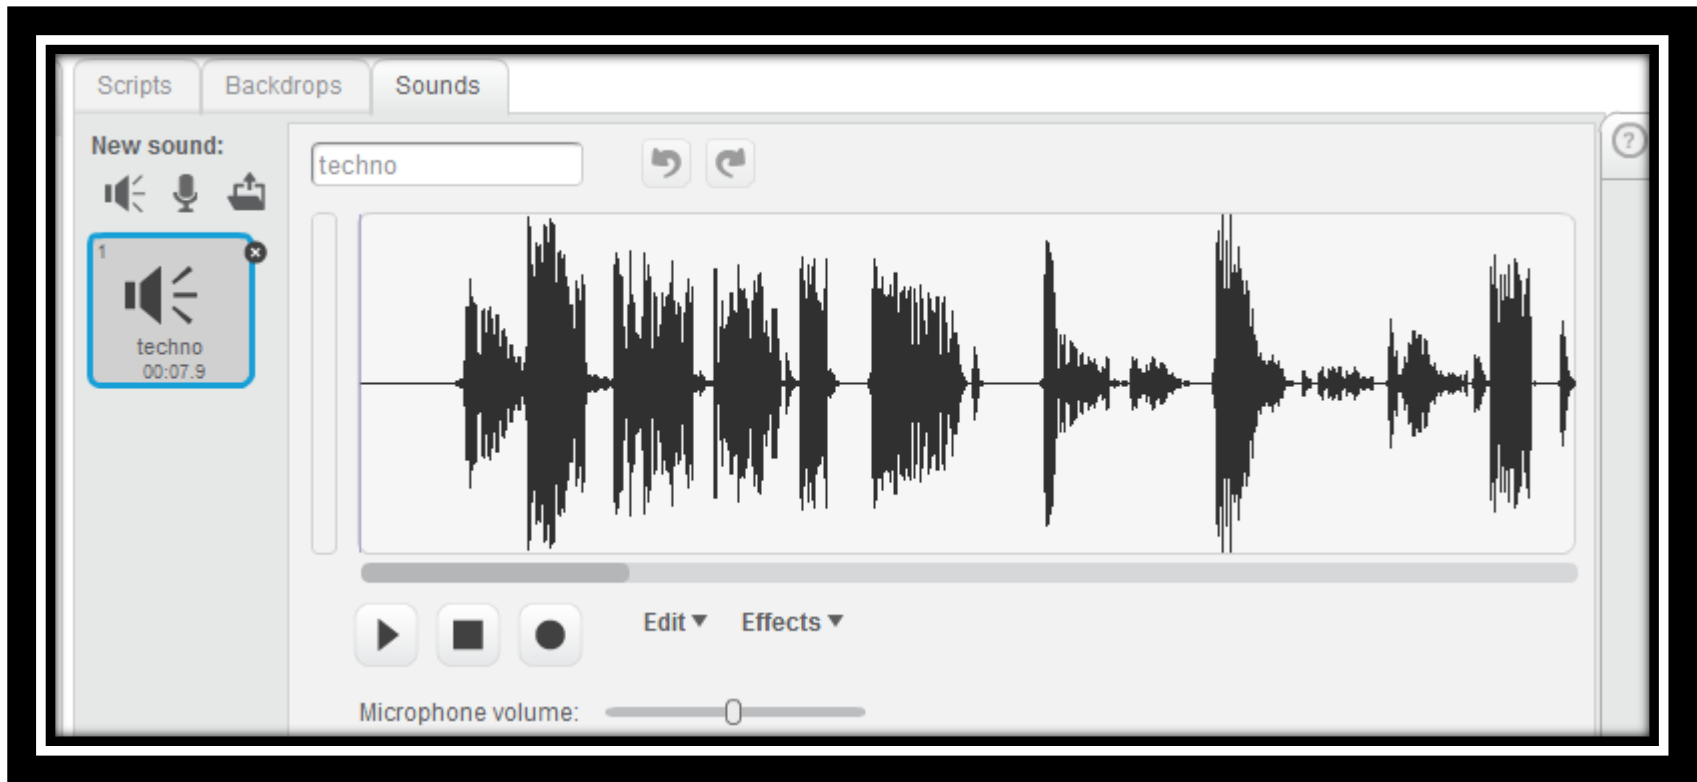 Scripts Backdrops Sounds
New sound:
techno
1
techno
00:07.9
Edit Effects
Microphone volume:
?